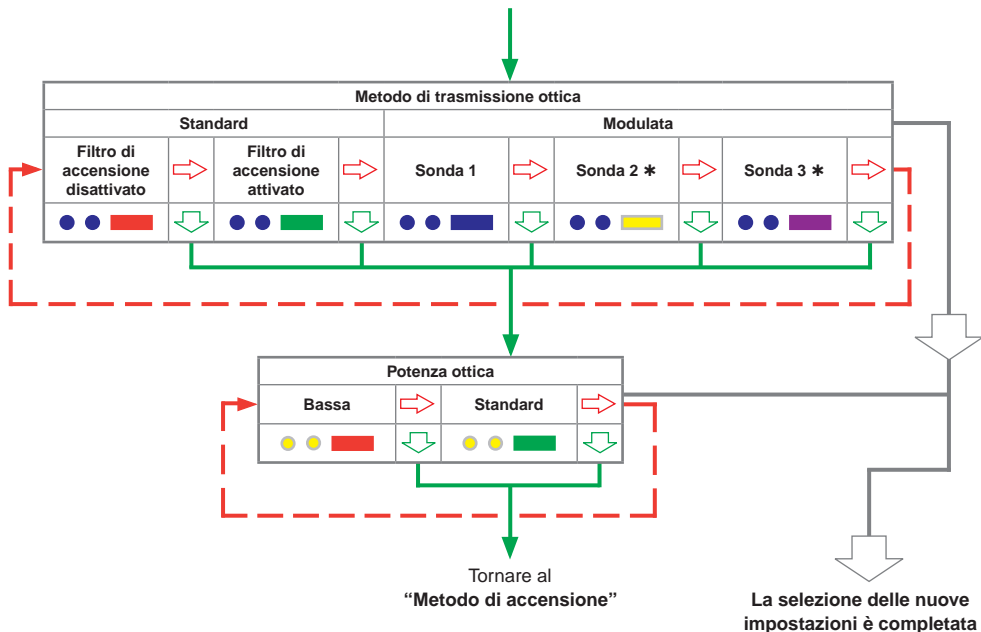 Metodo di trasmissione ottica
Standard
Modulata
Filtro di
accensione
disattivato
Filtro di
accensione
attivato
Sonda 1
Sonda 2 ∗
Sonda 3 ∗
Potenza ottica
Bassa
Standard
Tornare al
“Metodo di accensione”
La selezione delle nuove
impostazioni è completata